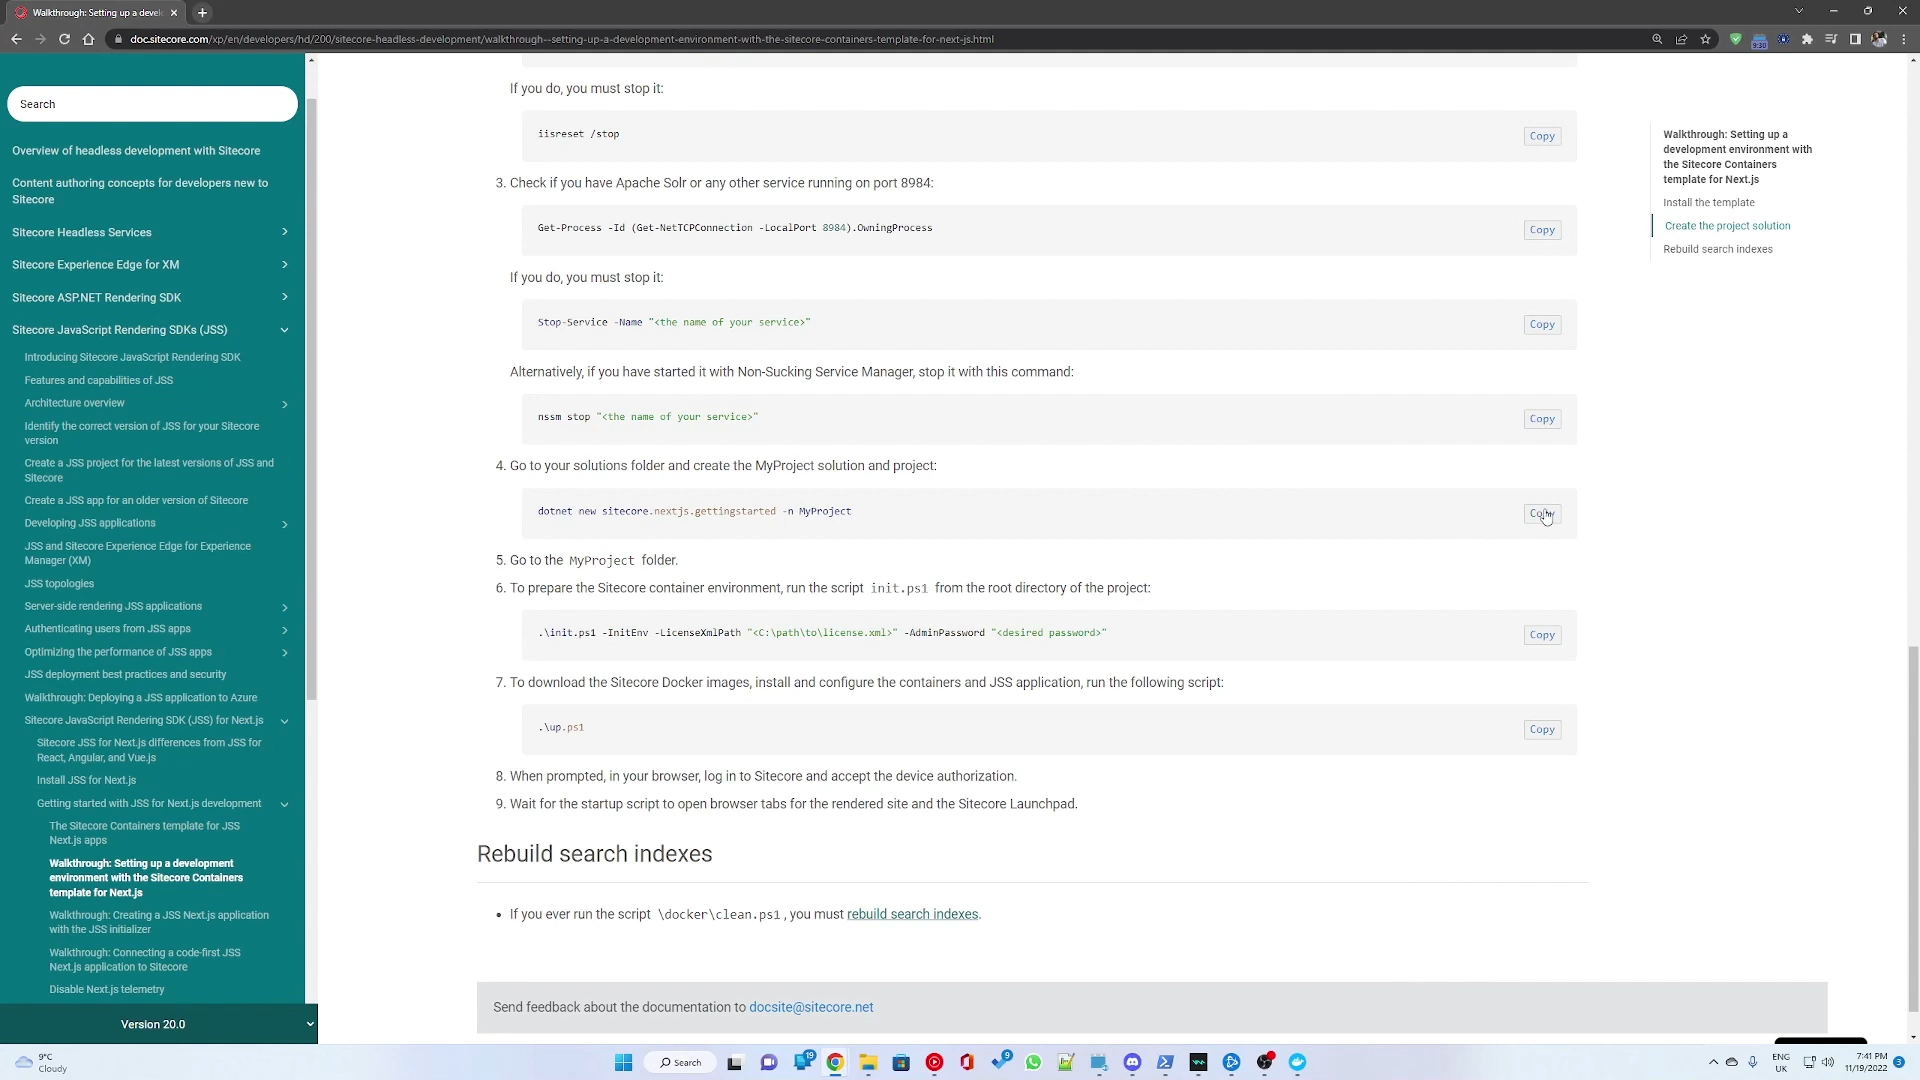 Walkthrough: Setting up a devel
doc.sitecore.com/xp/en/developers/hd/200/sitecore-headless-development/walkthrough--setting-up-a-development-environment-with-the-sitecore-containers-template-for-next-js.html
9:30
Search
Overview of headless development with Sitecore
Content authoring concepts for developers new to
Sitecore
Sitecore Headless Services
Sitecore Experience Edge for XM
Sitecore ASP.NET Rendering SDK
Sitecore JavaScript Rendering SDKs (JSS)
Introducing Sitecore JavaScript Rendering SDK
Features and capabilities of JSS
Architecture overview
Identify the correct version of JSS for your Sitecore
version
Create a JSS project for the latest versions of JSS and
Sitecore
Create a JSS app for an older version of Sitecore
Developing JSS applications
JSS and Sitecore Experience Edge for Experience
Manager (XM)
JSS topologies
Server-side rendering JSS applications
Authenticating users from JSS apps
Optimizing the performance of JSS apps
JSS deployment best practices and security
Walkthrough: Deploying a JSS application to Azure
Sitecore JavaScript Rendering SDK (JSS) for Next.js
Sitecore JSS for Next.js differences from JSS for
React, Angular, and Vue.js
Install JSS for Next.js
Getting started with JSS for Next.js development
The Sitecore Containers template for JSS
Next.js apps
Walkthrough: Setting up a development
environment with the Sitecore Containers
template for Next.js
Walkthrough: Creating a JSS Next.js application
with the JSS initializer
Walkthrough: Connecting a code-first JSS
Next.js application to Sitecore
Disable Next.js telemetry
Version 20.0
If you do, you must stop it:
iisreset /stop
Copy
3. Check if you have Apache Solr or any other service running on port 8984:
Get-Process -Id (Get-NetTCPConnection -LocalPort 8984).OwningProcess
Copy
If you do, you must stop it:
Stop-Service -Name "<the name of your service>"
Copy
Alternatively, if you have started it with Non-Sucking Service Manager, stop it with this command:
nssm stop "<the name of your service>"
Copy
4. Go to your solutions folder and create the MyProject solution and project:
dotnet new sitecore.nextjs.gettingstarted -n MyProject
Copy
5. Go to the MyProject folder.
6. To prepare the Sitecore container environment, run the script init.ps1 from the root directory of the project:
.\init.ps1 -InitEnv -LicenseXmlPath "<C:\path\to\license.xml>" -AdminPassword "<desired password>"
Copy
7. To download the Sitecore Docker images, install and configure the containers and JSS application, run the following script:
.\up.ps1
Copy
8. When prompted, in your browser, log in to Sitecore and accept the device authorization.
9. Wait for the startup script to open browser tabs for the rendered site and the Sitecore Launchpad.
Rebuild search indexes
• If you ever run the script \docker\clean.ps1, you must rebuild search indexes.
Send feedback about the documentation to docsite@sitecore.net
Walkthrough: Setting up a
development environment with
the Sitecore Containers
template for Next.js
Install the template
Create the project solution
Rebuild search indexes
9°C
Cloudy
Search
19
9
ENG
UK
7:41 PM
11/19/2022
3